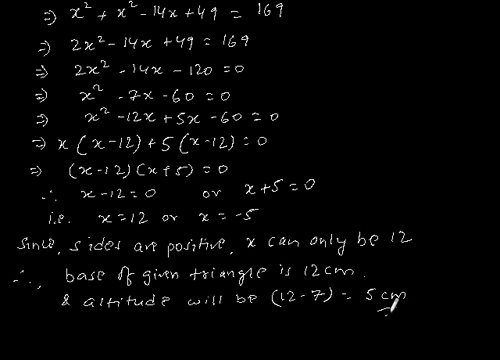 ⇒ x² + x² - 14x + 49 = 169
⇒ 2x² - 14x + 49 = 169
⇒ 2x² - 14x - 120 = 0
⇒ x² - 7x - 60 = 0
⇒ x² - 12x + 5x - 60 = 0
⇒ x (x - 12) + 5 (x - 12) = 0
⇒ (x - 12) (x + 5) = 0
∴ x - 12 = 0 or x + 5 = 0
i.e. x = 12 or x = -5
Since, sides are positive, x can only be 12
∴, base of given triangle is 12 cm.
& altitude will be (12 - 7) = 5 cm